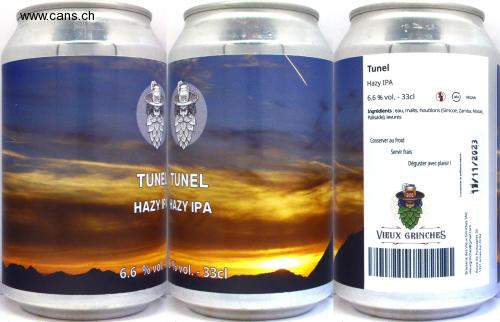 www.cans.ch
TUNEL
HAZY IPA
6.6 % vol.
TUNEL
HAZY IPA
% vol. - 33cl
Tunel
Hazy IPA
6,6 % vol. - 33cl
VEGAN
Ingrédients : eau, malts, houblons (Simcoe, Zamba, Mosaic,
Palisade), levures
Conserver au froid
Servir frais
Déguster avec plaisir !
11/2023
VIEUX GRINCHES